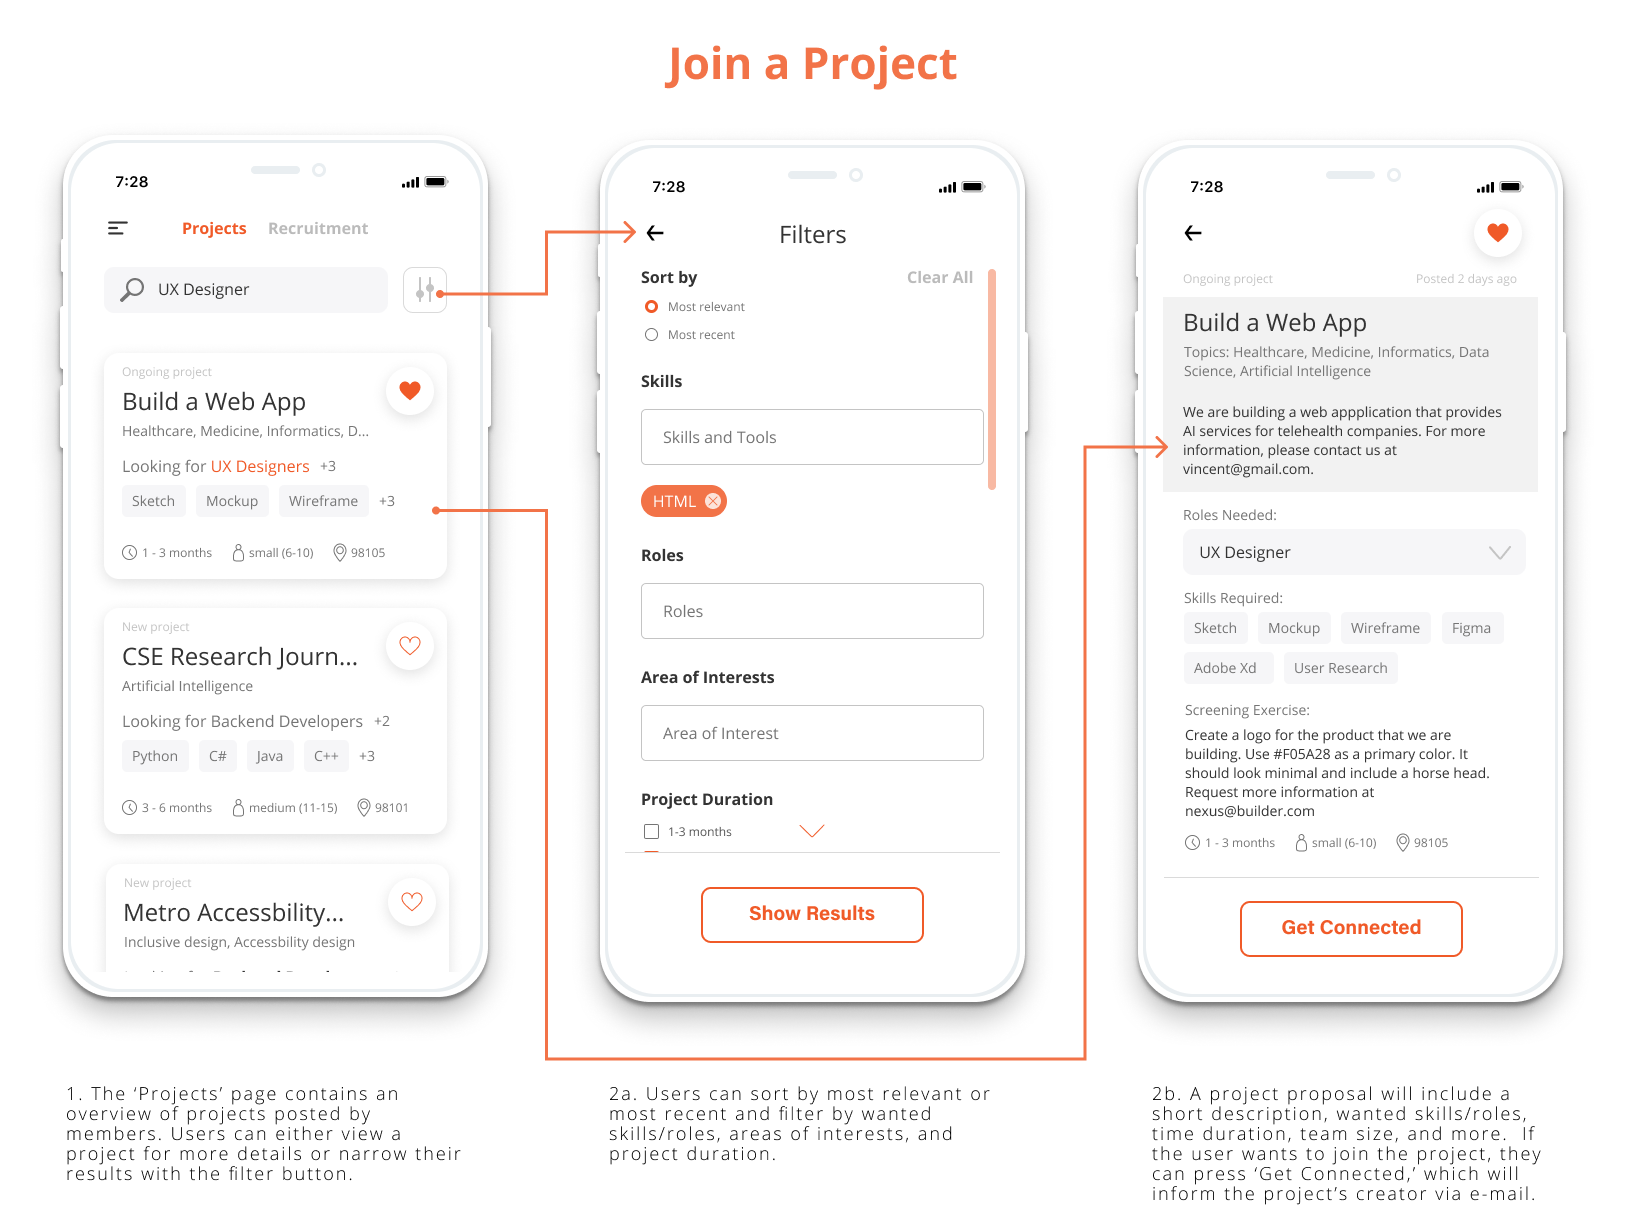 Join a Project
7:28
Projects Recruitment
UX Designer
Ongoing project
Build a Web App
Healthcare, Medicine, Informatics, D...
Looking for UX Designers +3
Sketch Mockup Wireframe +3
1 - 3 months small (6-10) 98105
New project
CSE Research Journ...
Artificial Intelligence
Looking for Backend Developers +2
Python C# Java C++ +3
3 - 6 months medium (11-15) 98101
New project
Metro Accessbility...
Inclusive design, Accessbility design
7:28
Filters
Sort by Clear All
Most relevant
Most recent
Skills
Skills and Tools
HTML
Roles
Roles
Area of Interests
Area of Interest
Project Duration
1-3 months
Show Results
7:28
Ongoing project Posted 2 days ago
Build a Web App
Topics: Healthcare, Medicine, Informatics, Data
Science, Artificial Intelligence
We are building a web appplication that provides
AI services for telehealth companies. For more
information, please contact us at
vincent@gmail.com.
Roles Needed:
UX Designer
Skills Required:
Sketch Mockup Wireframe Figma
Adobe Xd User Research
Screening Exercise:
Create a logo for the product that we are
building. Use #F05A28 as a primary color. It
should look minimal and include a horse head.
Request more information at
nexus@builder.com
1 - 3 months small (6-10) 98105
Get Connected
1. The ‘Projects’ page contains an
overview of projects posted by
members. Users can either view a
project for more details or narrow their
results with the filter button.
2a. Users can sort by most relevant or
most recent and filter by wanted
skills/roles, areas of interests, and
project duration.
2b. A project proposal will include a
short description, wanted skills/roles,
time duration, team size, and more. If
the user wants to join the project, they
can press ‘Get Connected,’ which will
inform the project’s creator via e-mail.